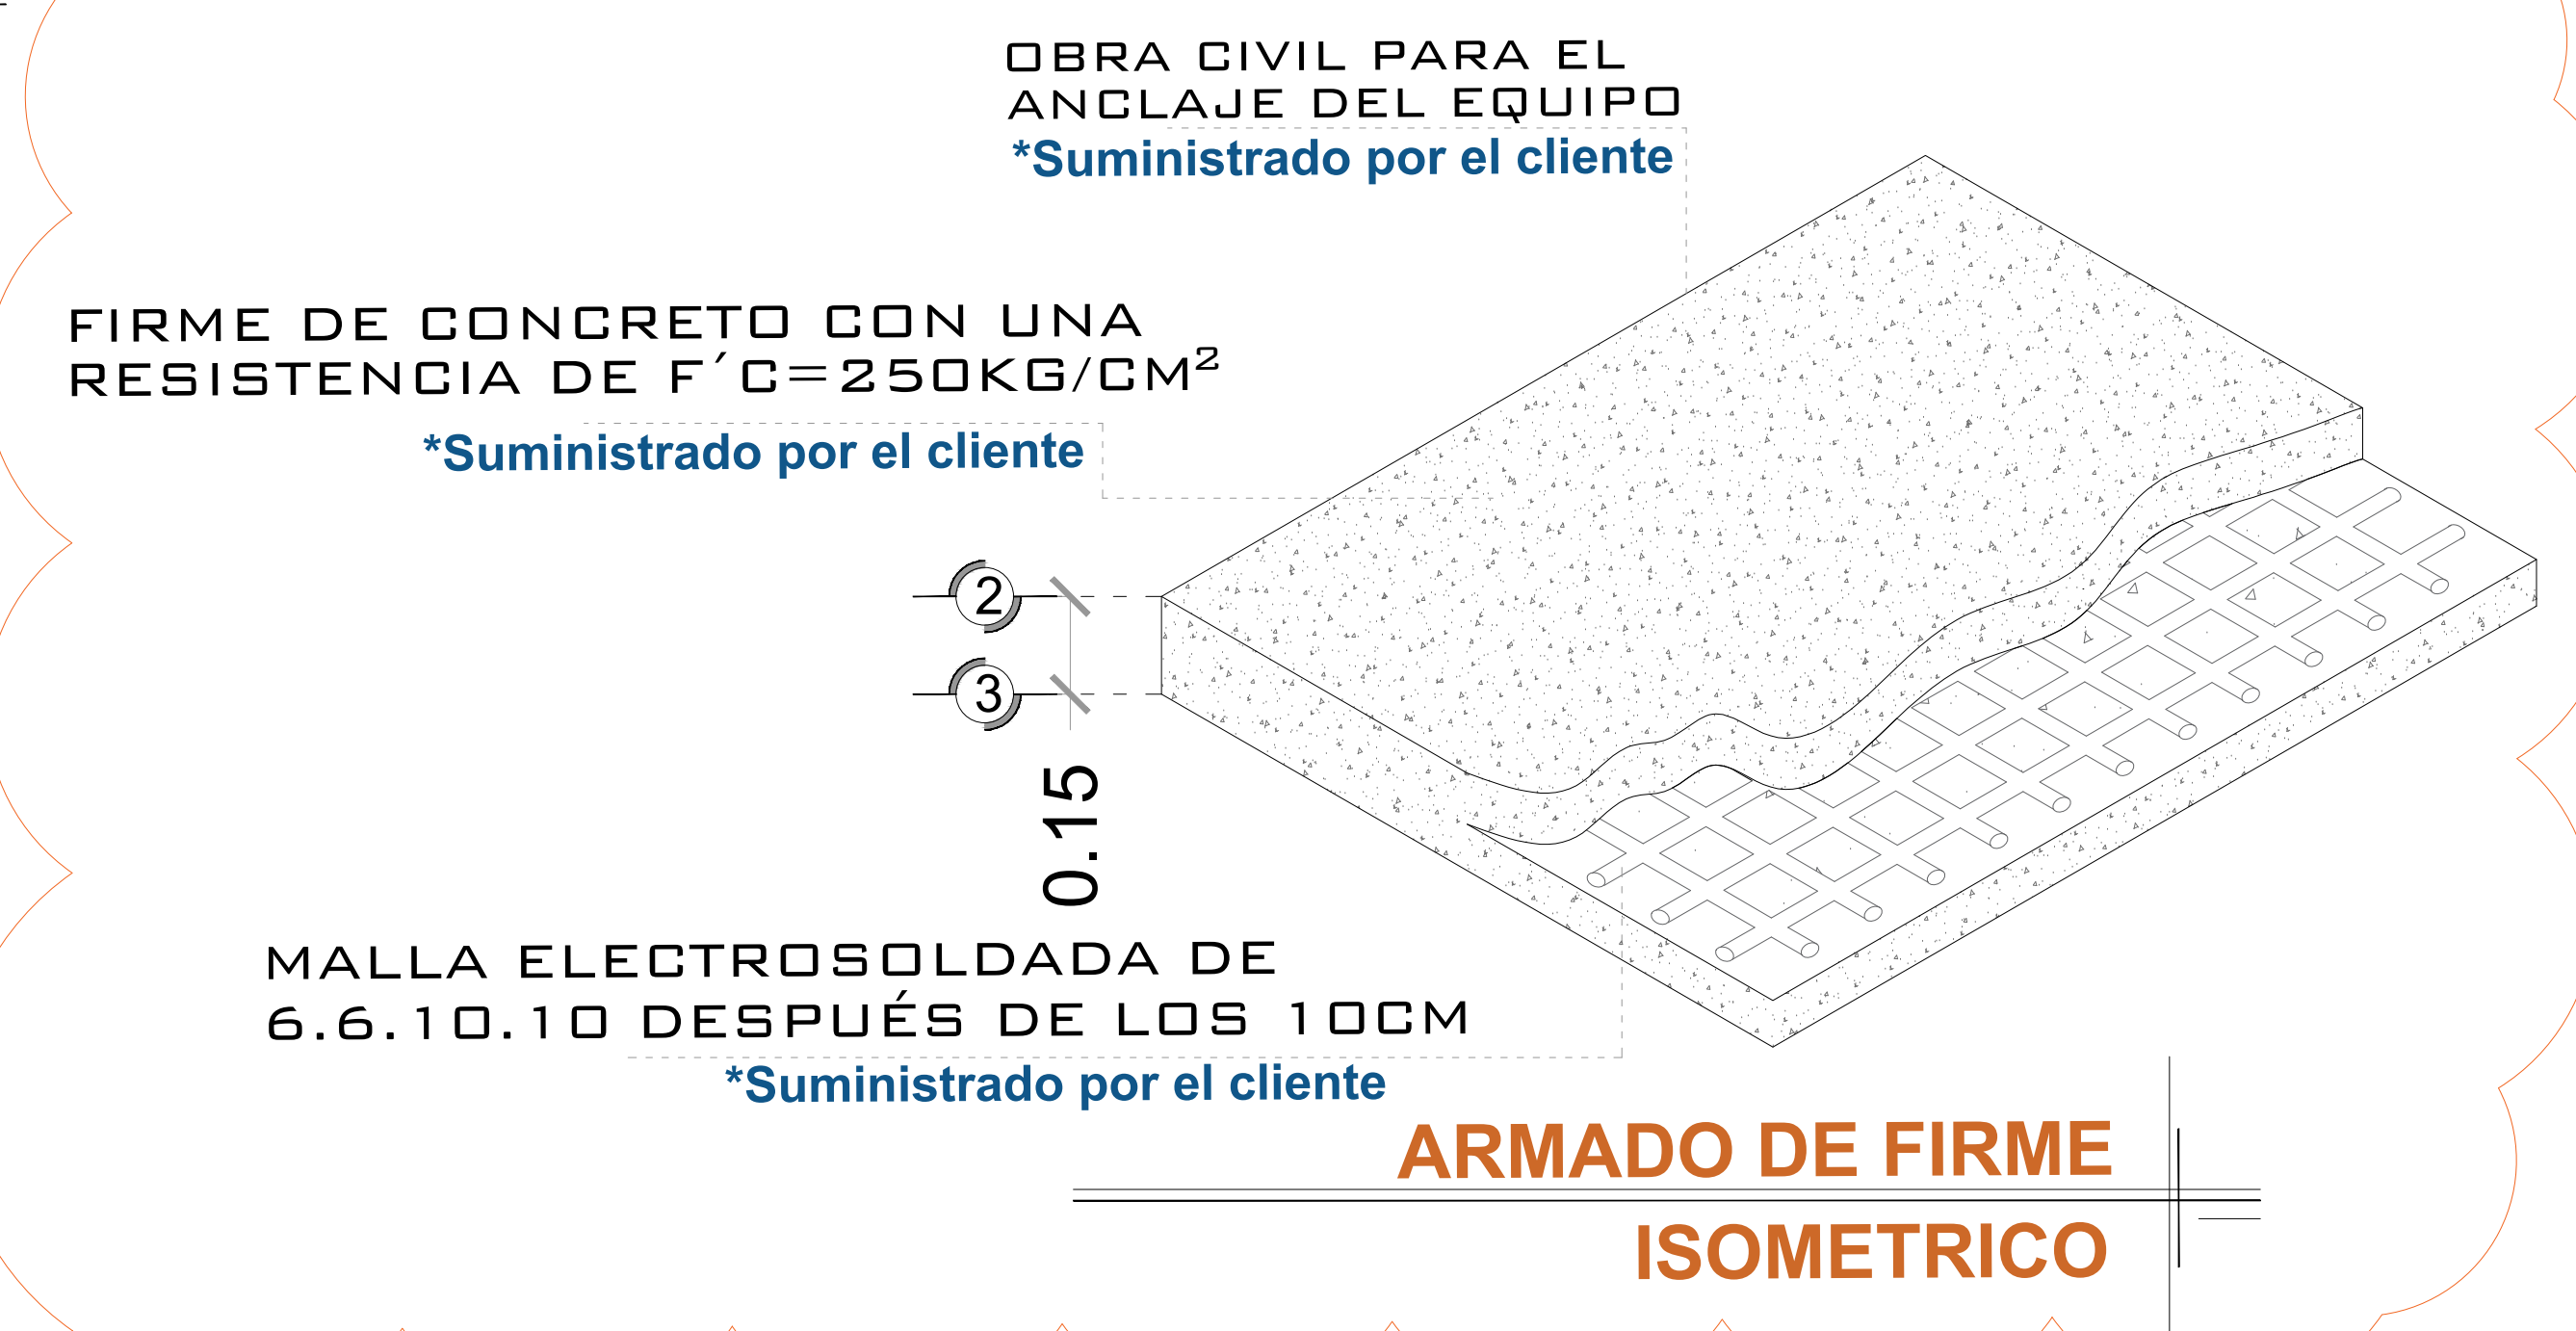 OBRA CIVIL PARA EL
ANCLAJE DEL EQUIPO
*Suministrado por el cliente
FIRME DE CONCRETO CON UNA
RESISTENCIA DE F´C=250KG/CM²
*Suministrado por el cliente
2
3
0.15
MALLA ELECTROSOLDADA DE
6.6.10.10 DESPUÉS DE LOS 10CM
*Suministrado por el cliente
ARMADO DE FIRME
ISOMETRICO